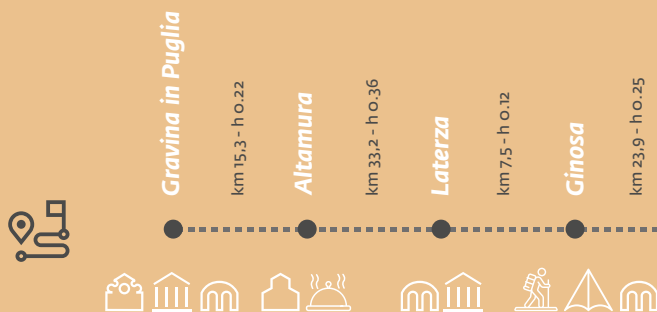 Gravina in Puglia
km 15,3 - h 0.22
Altamura
km 33,2 - h 0.36
Laterza
km 7,5 - h 0.12
Ginosa
km 23,9 - h 0.25